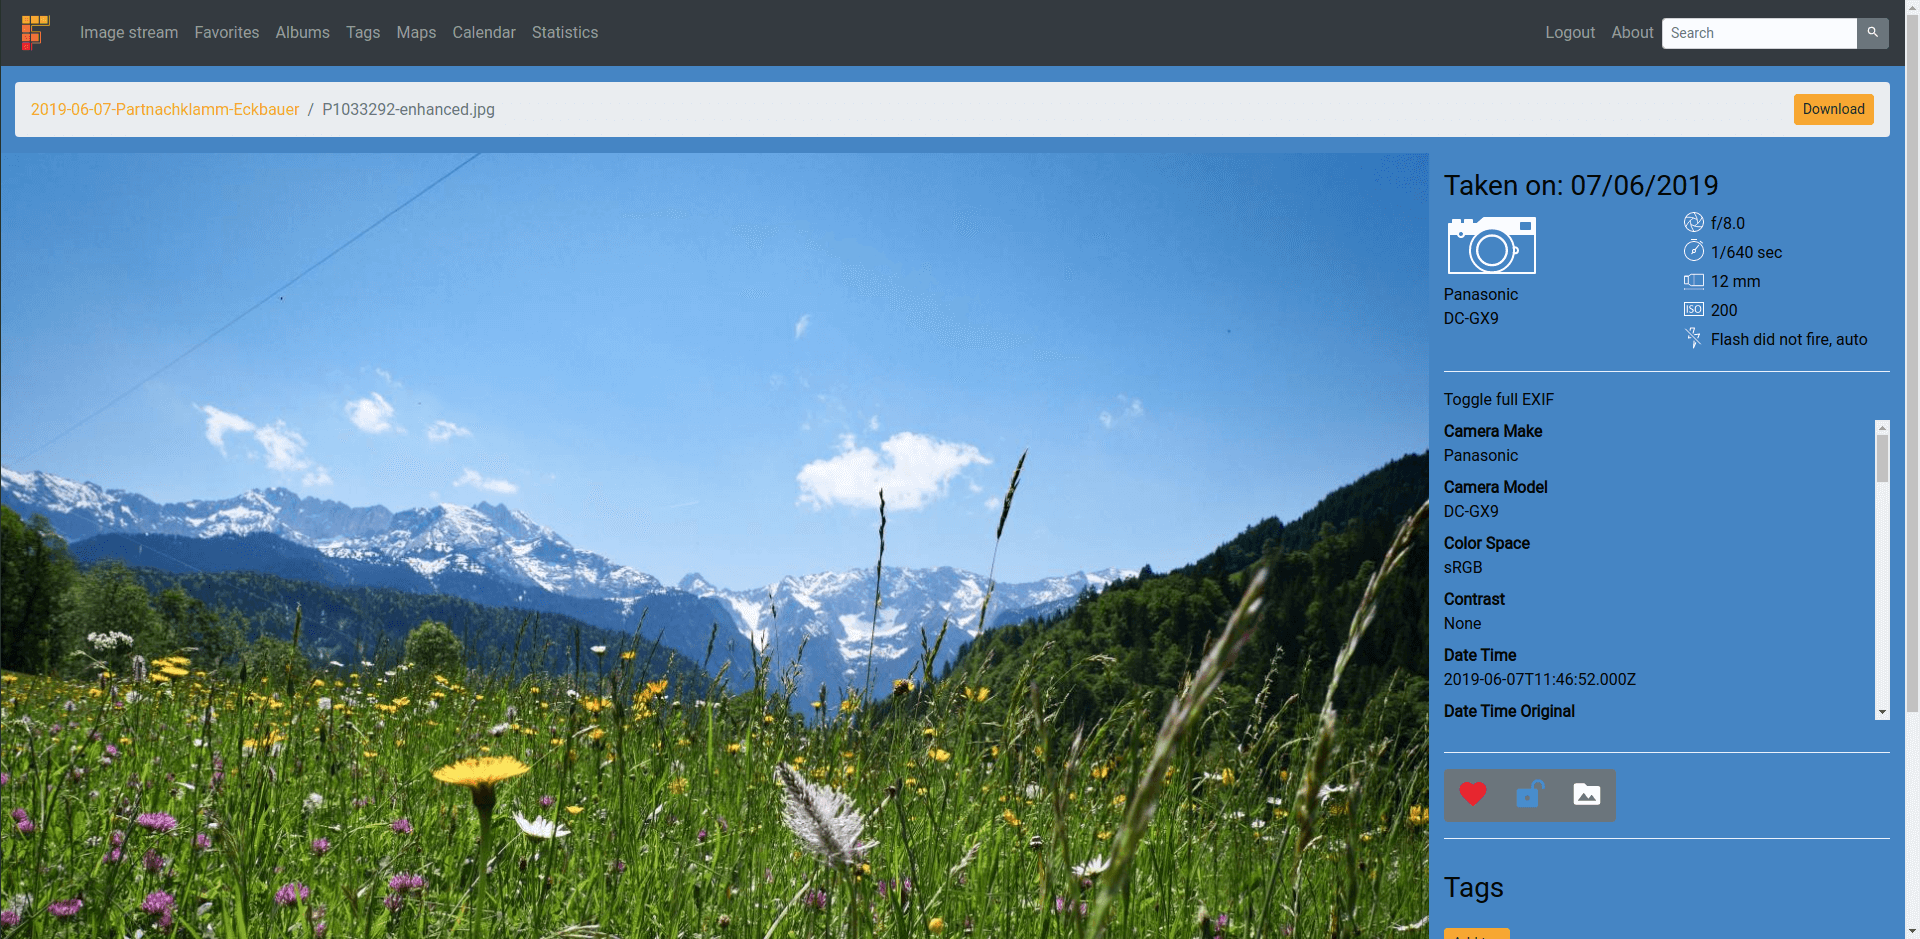 Image stream Favorites Albums Tags Maps Calendar Statistics Logout About Search
2019-06-07-Partnachklamm-Eckbauer / P1033292-enhanced.jpg Download
Taken on: 07/06/2019
f/8.0
1/640 sec
12 mm
ISO 200
Flash did not fire, auto
Panasonic
DC-GX9
Toggle full EXIF
Camera Make
Panasonic
Camera Model
DC-GX9
Color Space
sRGB
Contrast
None
Date Time
2019-06-07T11:46:52.000Z
Date Time Original
Tags